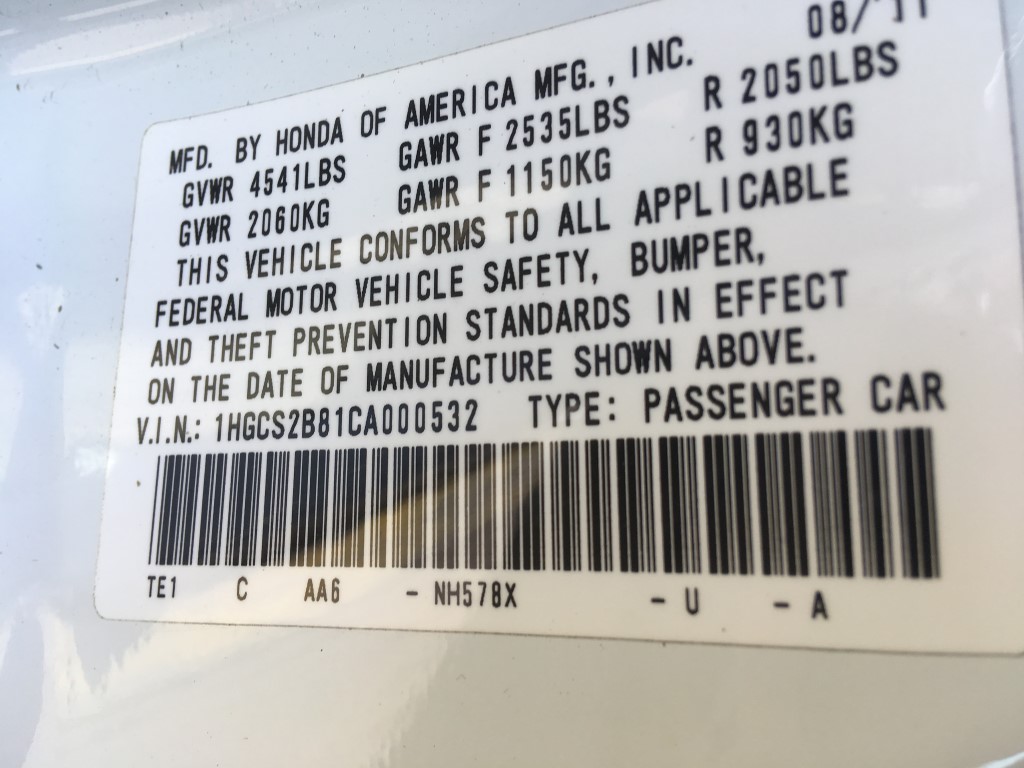 08/11
MFD. BY HONDA OF AMERICA MFG., INC.
GVWR 4541LBS GAWR F 2535LBS R 2050LBS
GVWR 2060KG GAWR F 1150KG R 930KG
THIS VEHICLE CONFORMS TO ALL APPLICABLE
FEDERAL MOTOR VEHICLE SAFETY, BUMPER,
AND THEFT PREVENTION STANDARDS IN EFFECT
ON THE DATE OF MANUFACTURE SHOWN ABOVE.
V.I.N.: 1HGCS2B81CA000532 TYPE: PASSENGER CAR
TE1 C AA6 - NH578X - U - A